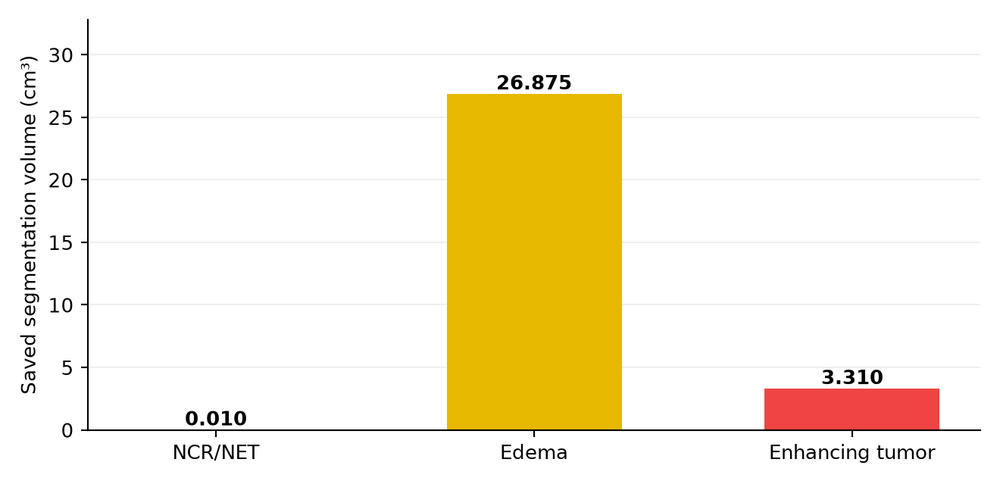 Saved segmentation volume (cm³)
30
25
20
15
10
5
0
26.875
3.310
0.010
NCR/NET
Edema
Enhancing tumor